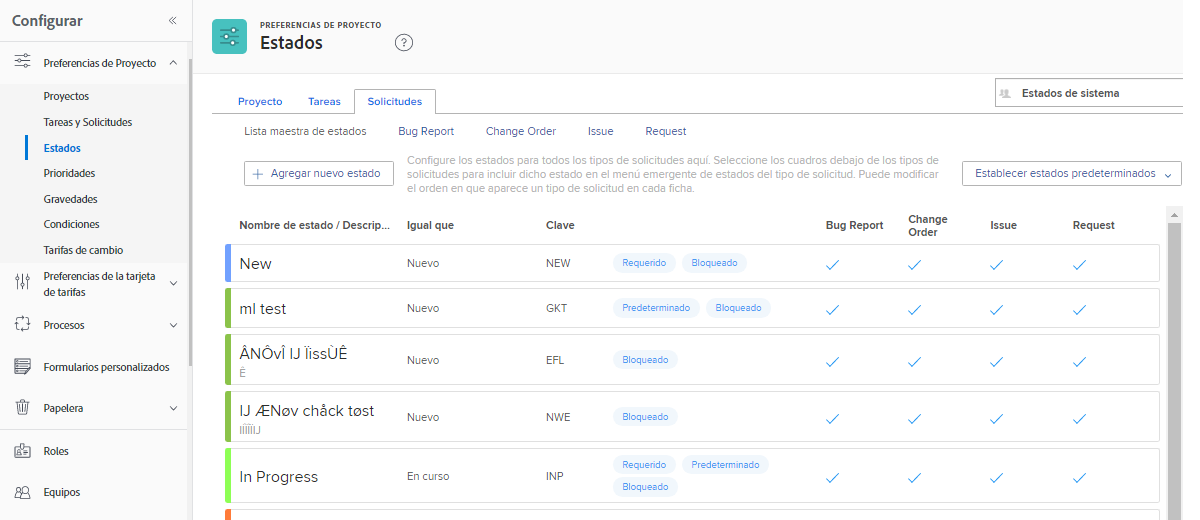 Configurar
«
PREFERENCIAS DE PROYECTO
Estados
?
Preferencias de Proyecto
Proyectos
Tareas y Solicitudes
Estados
Prioridades
Gravedades
Condiciones
Tarifas de cambio
Preferencias de la tarjeta
de tarifas
Procesos
Formularios personalizados
Papelera
Roles
Equipos
Estados de sistema
Proyecto Tareas Solicitudes
Lista maestra de estados Bug Report Change Order Issue Request
+ Agregar nuevo estado
Configure los estados para todos los tipos de solicitudes aquí. Seleccione los cuadros debajo de los tipos de
solicitudes para incluir dicho estado en el menú emergente de estados del tipo de solicitud. Puede modificar
el orden en que aparece un tipo de solicitud en cada ficha.
Establecer estados predeterminados
Nombre de estado / Descrip... Igual que Clave Bug Report Change Issue Request
Order
New Nuevo NEW Requerido Bloqueado
ml test Nuevo GKT Predeterminado Bloqueado
ÂNÔvÎ IJ ÏissÙÊ Nuevo EFL Bloqueado
Ê
IJ ÆNøv chåck tøst Nuevo NWE Bloqueado
In Progress En curso INP Requerido Predeterminado
Bloqueado